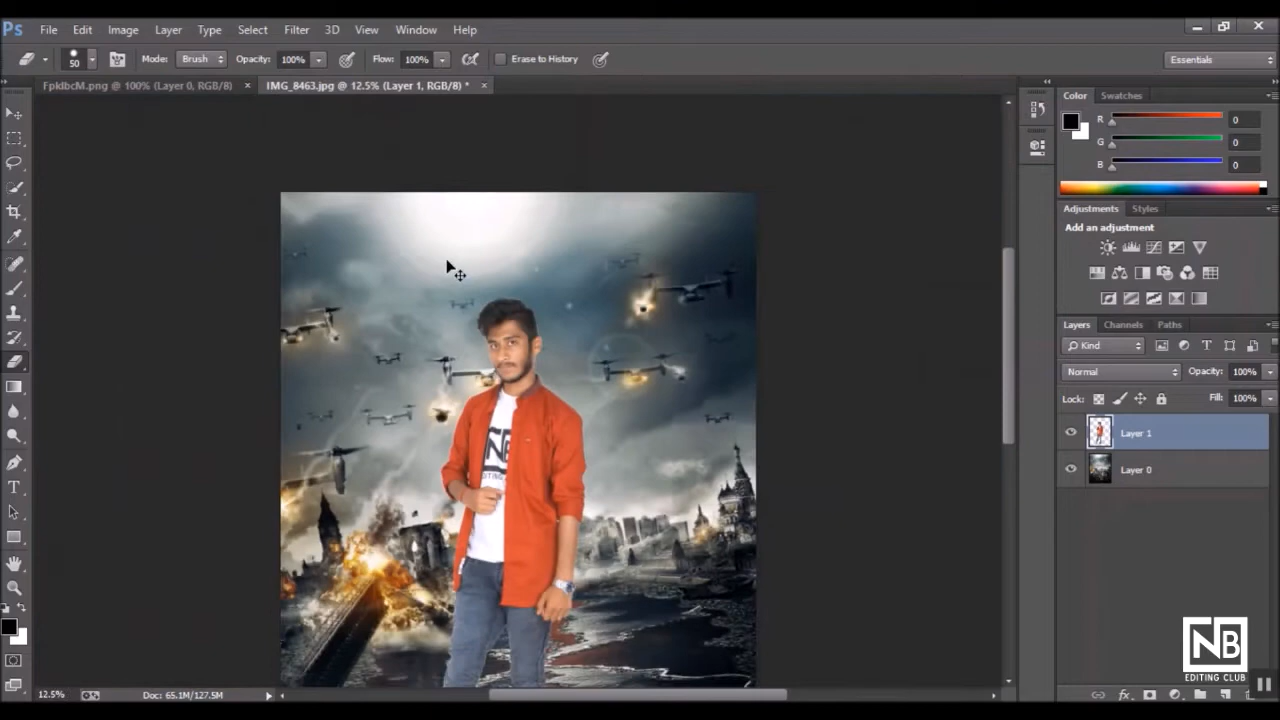 Ps File Edit Image Layer Type Select Filter 3D View Window Help
50 Mode: Brush Opacity: 100% Flow: 100% Erase to History Essentials
FpklbcM.png @ 100% (Layer 0, RGB/8) × IMG_8463.jpg @ 12.5% (Layer 1, RGB/8) * ×
Color Swatches
R 0
G 0
B 0
Adjustments Styles
Add an adjustment
Layers Channels Paths
Kind
Normal Opacity: 100%
Lock: Fill: 100%
Layer 1
Layer 0
NB
EDITING
12.5% Doc: 65.1M/127.5M
NB
EDITING CLUB